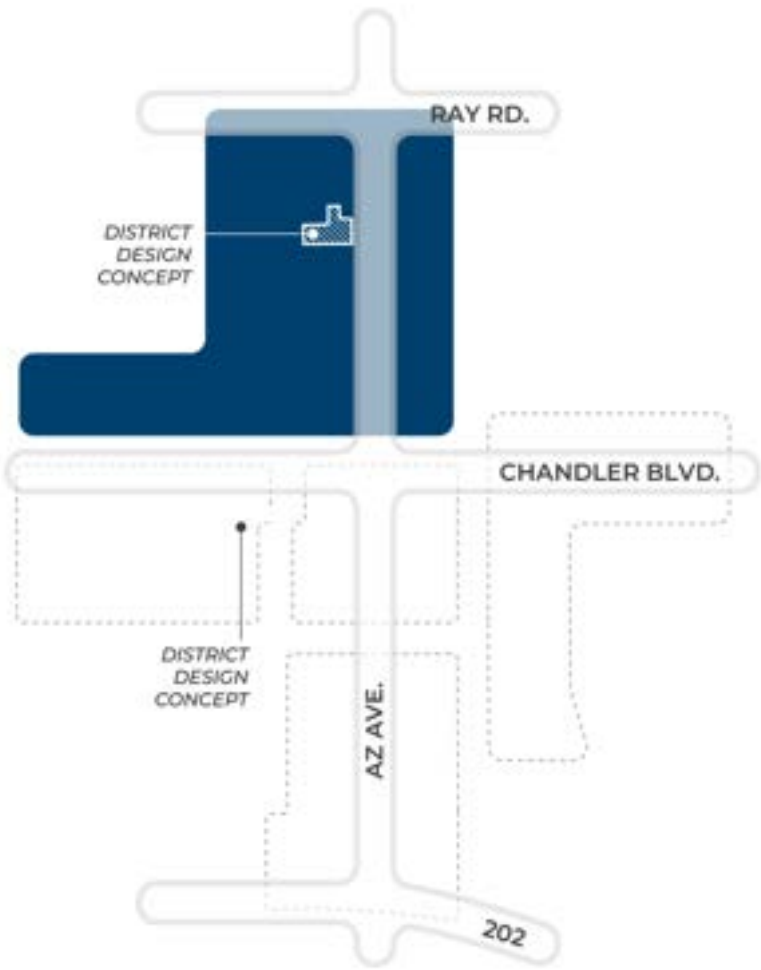 RAY RD.
DISTRICT
DESIGN
CONCEPT
CHANDLER BLVD.
DISTRICT
DESIGN
CONCEPT
AZ AVE.
202